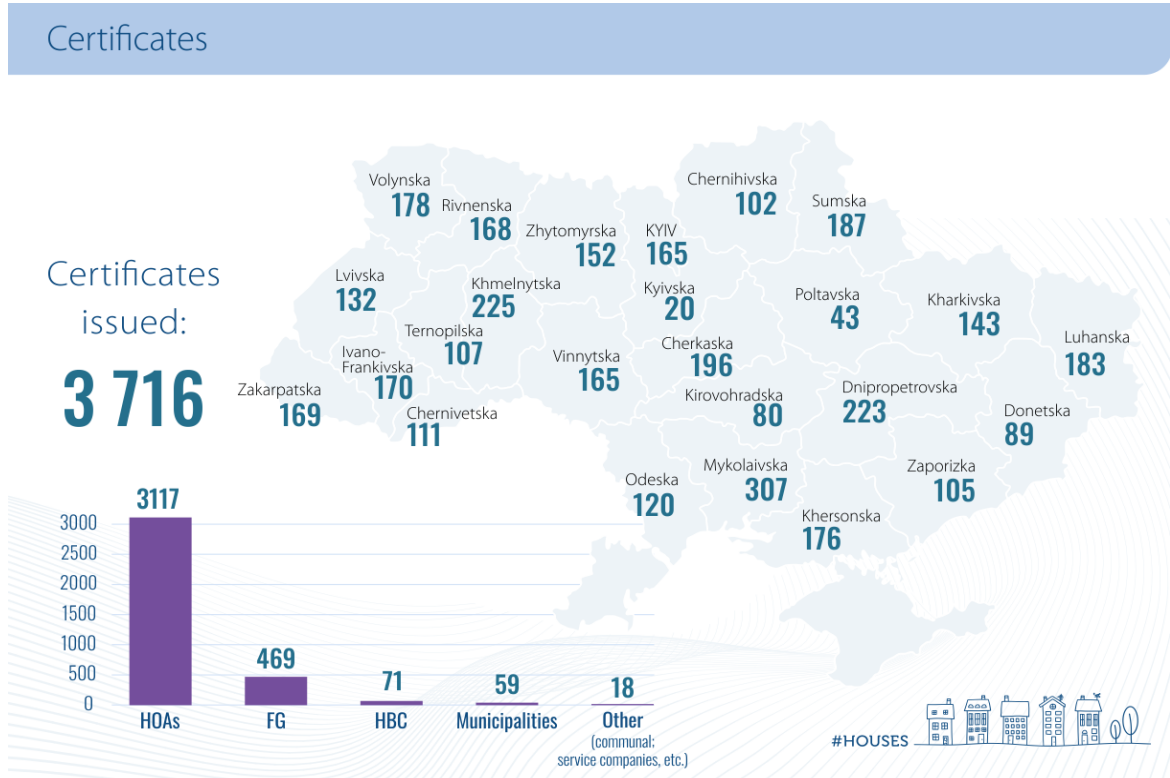 Certificates
Certificates
issued:
3 716
Volynska
178
Rivnenska
168
Zhytomyrska
152
KYIV
165
Chernihivska
102
Sumska
187
Lvivska
132
Khmelnytska
225
Kyivska
20
Poltavska
43
Kharkivska
143
Luhanska
183
Ternopilska
107
Ivano-
Frankivska
170
Zakarpatska
169
Chernivetska
111
Vinnytska
165
Cherkaska
196
Kirovohradska
80
Dnipropetrovska
223
Donetska
89
Odeska
120
Mykolaivska
307
Zaporizka
105
Khersonska
176
3000
2500
2000
1500
1000
500
0
3117
469
71
59
18
HOAs
FG
HBC
Municipalities
Other
(communal:
service companies, etc.)
#HOUSES